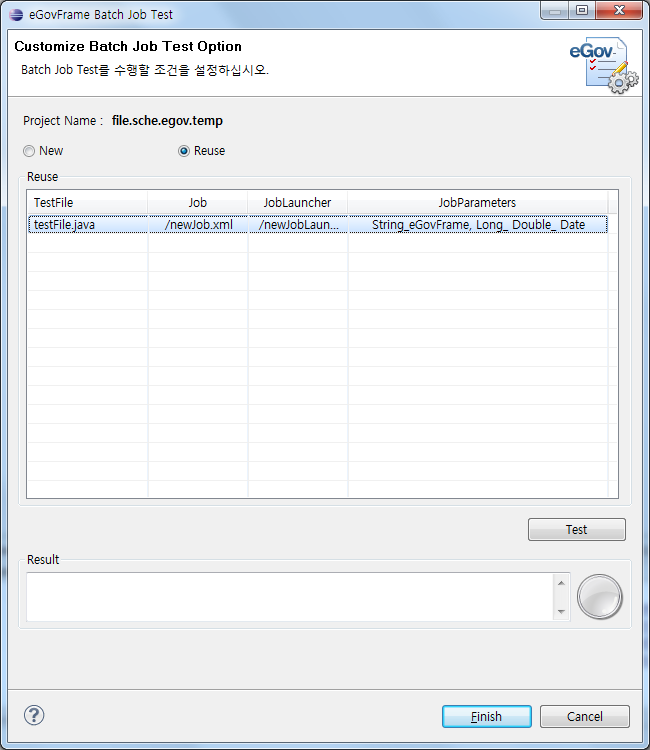 eGovFrame Batch Job Test
Customize Batch Job Test Option
Batch Job Test를 수행할 조건을 설정하십시오.
eGov
Project Name : file.sche.egov.temp
New Reuse
Reuse
TestFile Job JobLauncher JobParameters
testFile.java /newJob.xml /newJobLaun... String_eGovFrame, Long_ Double_ Date
Test
Result
? Finish Cancel